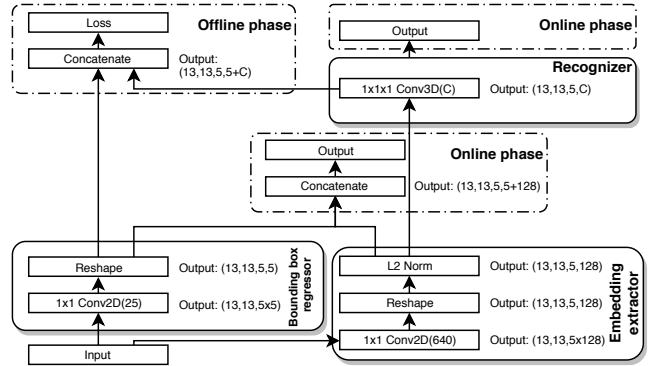 Loss
Offline phase
Concatenate
Output:
(13,13,5,5+C)
Output
Online phase
Recognizer
1x1x1 Conv3D(C)
Output: (13,13,5,C)
Output
Online phase
Concatenate
Output: (13,13,5,5+128)
Reshape
Output: (13,13,5,5)
1x1 Conv2D(25)
Output: (13,13,5x5)
Bounding box
regressor
Input
L2 Norm
Output: (13,13,5,128)
Reshape
Output: (13,13,5,128)
1x1 Conv2D(640)
Output: (13,13,5x128)
Embedding
extractor